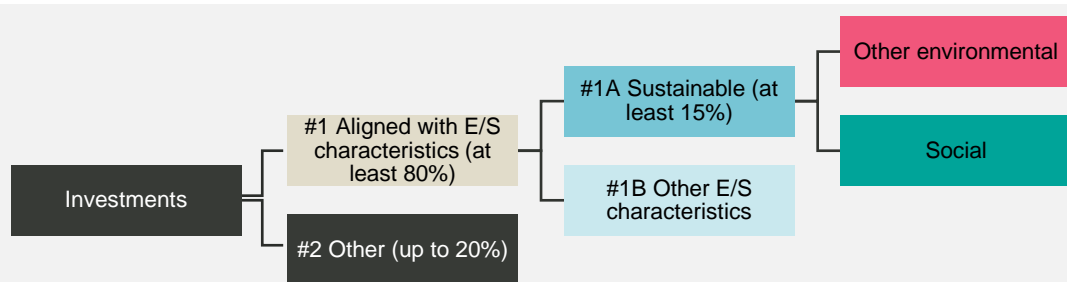 Investments
#1 Aligned with E/S
characteristics (at
least 80%)
#2 Other (up to 20%)
#1A Sustainable (at
least 15%)
#1B Other E/S
characteristics
Other environmental
Social